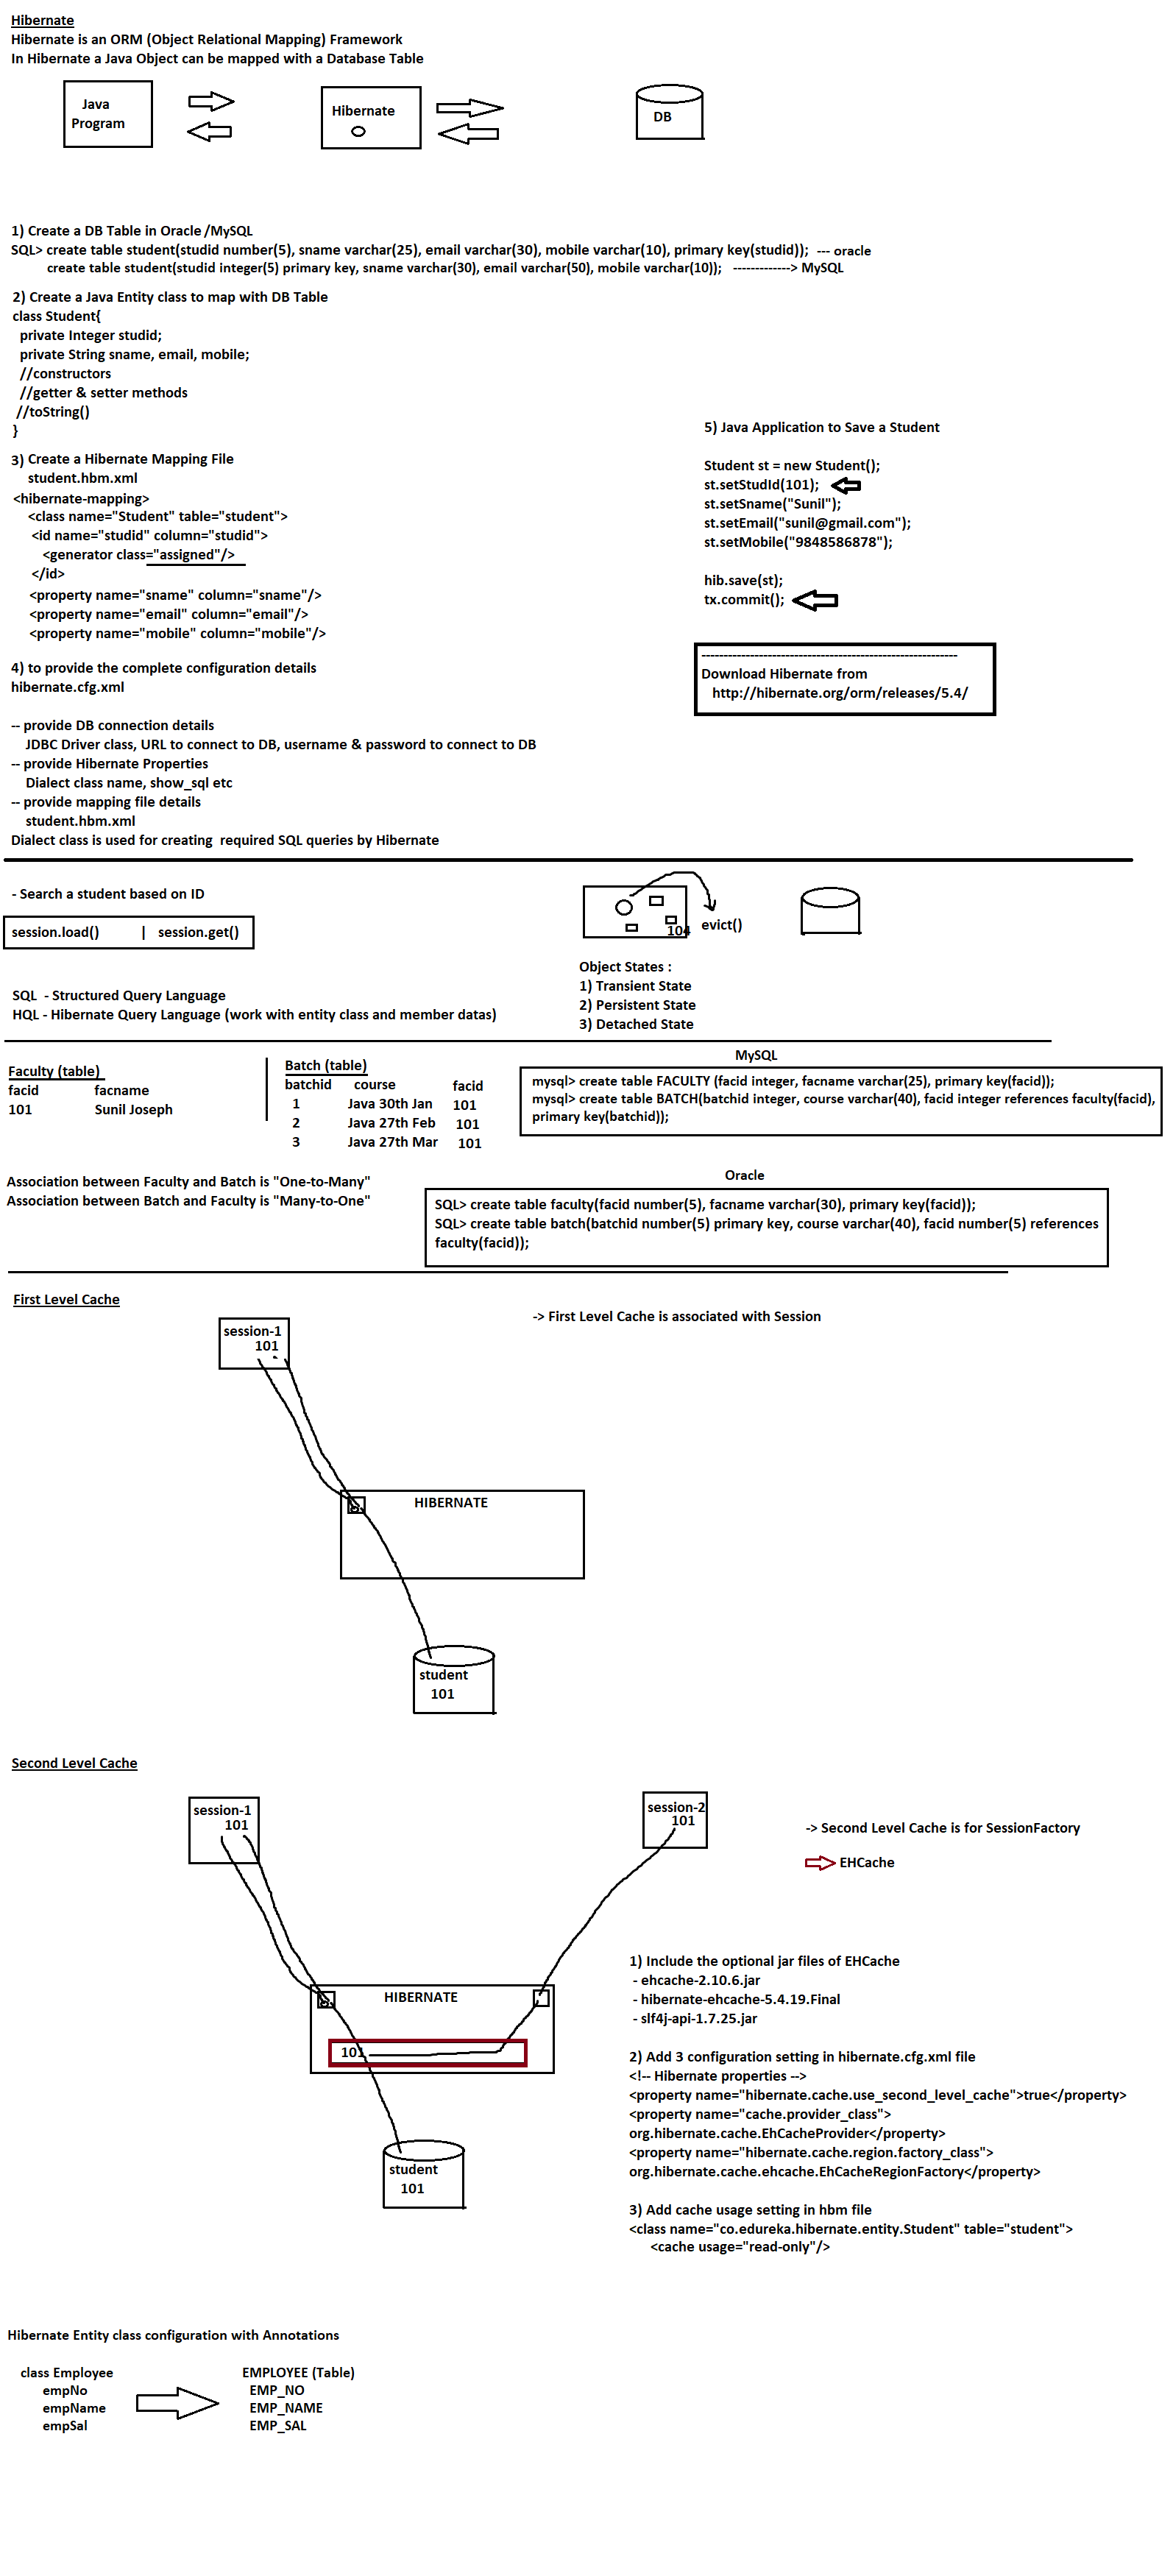 Hibernate
Hibernate is an ORM (Object Relational Mapping) Framework
In Hibernate a Java Object can be mapped with a Database Table
Java
Program
Hibernate
DB
1) Create a DB Table in Oracle/MySQL
SQL> create table student(studid number(5), sname varchar(25), email varchar(30), mobile varchar(10), primary key(studid)); --- oracle
create table student(studid integer(5) primary key, sname varchar(30), email varchar(50), mobile varchar(10)); -------------> MySQL
2) Create a Java Entity class to map with DB Table
class Student{
private Integer studid;
private String sname, email, mobile;
//constructors
//getter & setter methods
//toString()
}
3) Create a Hibernate Mapping File
student.hbm.xml
<hibernate-mapping>
<class name="Student" table="student">
<id name="studid" column="studid">
<generator class="assigned"/>
</id>
<property name="sname" column="sname"/>
<property name="email" column="email"/>
<property name="mobile" column="mobile"/>
4) to provide the complete configuration details
hibernate.cfg.xml
-- provide DB connection details
JDBC Driver class, URL to connect to DB, username & password to connect to DB
-- provide Hibernate Properties
Dialect class name, show_sql etc
-- provide mapping file details
student.hbm.xml
Dialect class is used for creating required SQL queries by Hibernate
5) Java Application to Save a Student
Student st = new Student();
st.setStudId(101);
st.setSname("Sunil");
st.setEmail("sunil@gmail.com");
st.setMobile("9848586878");
hib.save(st);
tx.commit();
----------------------------------------------------------
Download Hibernate from
http://hibernate.org/orm/releases/5.4/
- Search a student based on ID
session.load() | session.get()
SQL - Structured Query Language
HQL - Hibernate Query Language (work with entity class and member datas)
104
evict()
Object States :
1) Transient State
2) Persistent State
3) Detached State
Faculty (table)
facid facname
101 Sunil Joseph
Batch (table)
batchid course facid
1 Java 30th Jan 101
2 Java 27th Feb 101
3 Java 27th Mar 101
MySQL
mysql> create table FACULTY (facid integer, facname varchar(25), primary key(facid));
mysql> create table BATCH(batchid integer, course varchar(40), facid integer references faculty(facid),
primary key(batchid));
Association between Faculty and Batch is "One-to-Many"
Association between Batch and Faculty is "Many-to-One"
Oracle
SQL> create table faculty(facid number(5), facname varchar(30), primary key(facid));
SQL> create table batch(batchid number(5) primary key, course varchar(40), facid number(5) references
faculty(facid));
First Level Cache
-> First Level Cache is associated with Session
session-1
101
HIBERNATE
student
101
Second Level Cache
session-1
101
session-2
101
-> Second Level Cache is for SessionFactory
EHCache
HIBERNATE
101
student
101
1) Include the optional jar files of EHCache
- ehcache-2.10.6.jar
- hibernate-ehcache-5.4.19.Final
- slf4j-api-1.7.25.jar
2) Add 3 configuration setting in hibernate.cfg.xml file
<!-- Hibernate properties -->
<property name="hibernate.cache.use_second_level_cache">true</property>
<property name="cache.provider_class">
org.hibernate.cache.EhCacheProvider</property>
<property name="hibernate.cache.region.factory_class">
org.hibernate.cache.ehcache.EhCacheRegionFactory</property>
3) Add cache usage setting in hbm file
<class name="co.edureka.hibernate.entity.Student" table="student">
<cache usage="read-only"/>
Hibernate Entity class configuration with Annotations
class Employee
empNo
empName
empSal
EMPLOYEE (Table)
EMP_NO
EMP_NAME
EMP_SAL